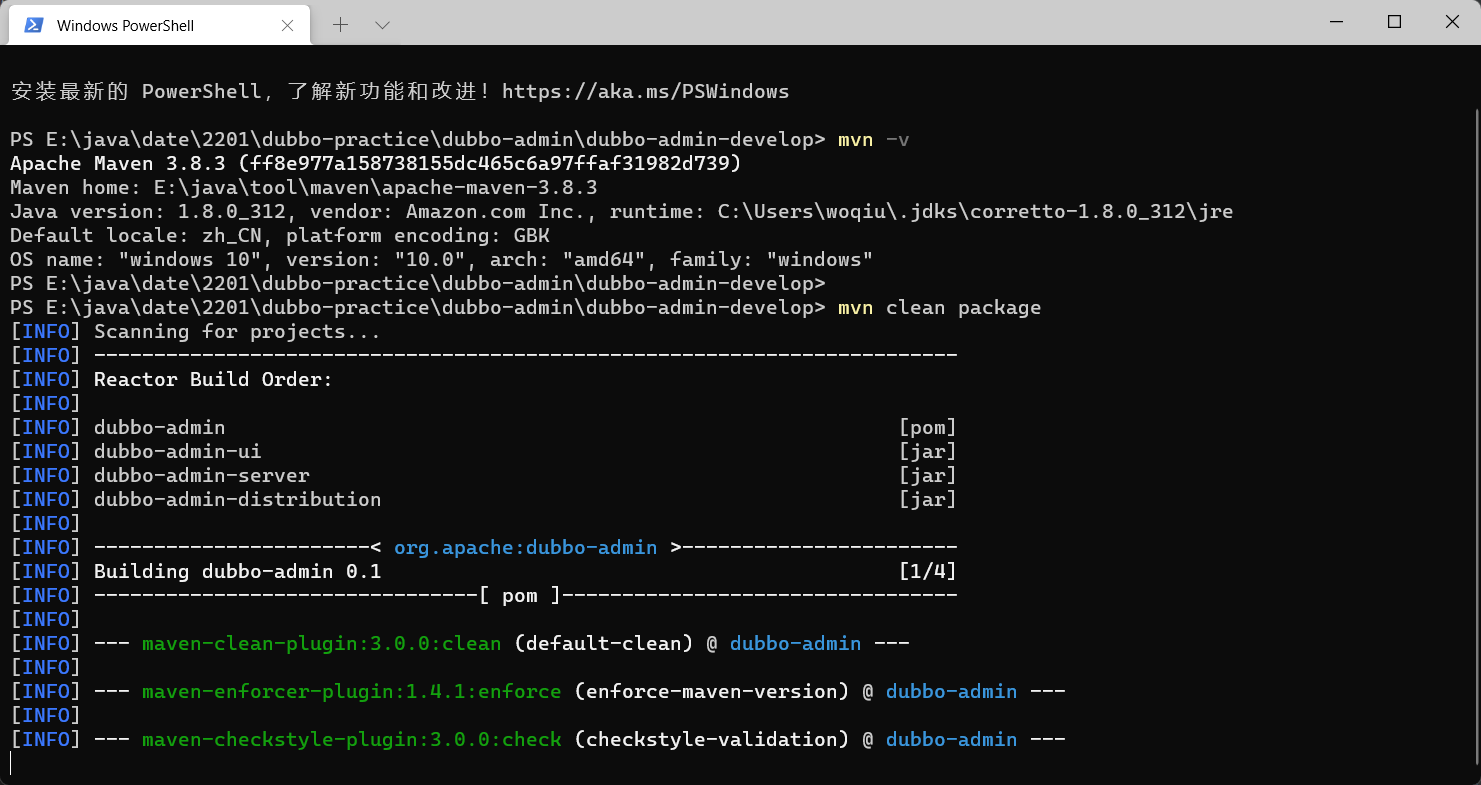 Windows PowerShell
安装最新的 PowerShell，了解新功能和改进！https://aka.ms/PSWindows
PS E:\java\date\2201\dubbo-practice\dubbo-admin\dubbo-admin-develop> mvn -v
Apache Maven 3.8.3 (ff8e977a158738155dc465c6a97ffaf31982d739)
Maven home: E:\java\tool\maven\apache-maven-3.8.3
Java version: 1.8.0_312, vendor: Amazon.com Inc., runtime: C:\Users\woqiu\.jdks\corretto-1.8.0_312\jre
Default locale: zh_CN, platform encoding: GBK
OS name: "windows 10", version: "10.0", arch: "amd64", family: "windows"
PS E:\java\date\2201\dubbo-practice\dubbo-admin\dubbo-admin-develop>
PS E:\java\date\2201\dubbo-practice\dubbo-admin\dubbo-admin-develop> mvn clean package
[INFO] Scanning for projects...
[INFO] ------------------------------------------------------------------------
[INFO] Reactor Build Order:
[INFO]
[INFO] dubbo-admin [pom]
[INFO] dubbo-admin-ui [jar]
[INFO] dubbo-admin-server [jar]
[INFO] dubbo-admin-distribution [jar]
[INFO]
[INFO] -----------------------< org.apache:dubbo-admin >-----------------------
[INFO] Building dubbo-admin 0.1 [1/4]
[INFO] --------------------------------[ pom ]---------------------------------
[INFO]
[INFO] --- maven-clean-plugin:3.0.0:clean (default-clean) @ dubbo-admin ---
[INFO]
[INFO] --- maven-enforcer-plugin:1.4.1:enforce (enforce-maven-version) @ dubbo-admin ---
[INFO]
[INFO] --- maven-checkstyle-plugin:3.0.0:check (checkstyle-validation) @ dubbo-admin ---